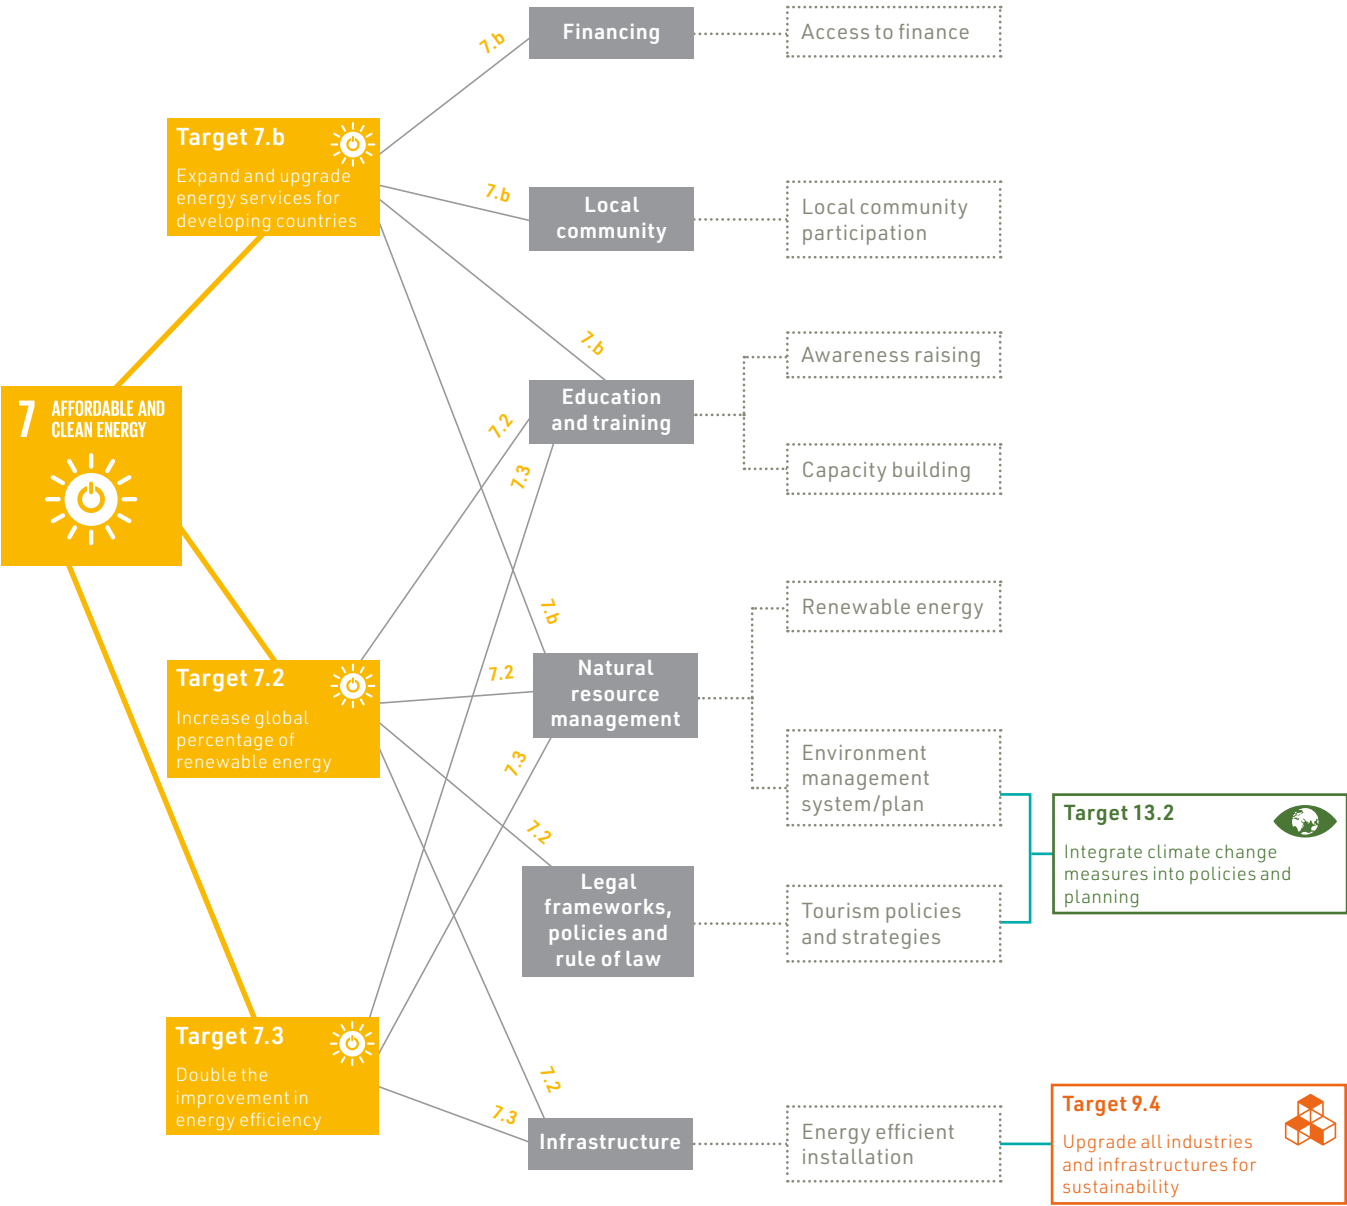 7.b
Financing
Access to finance
Target 7.b
Expand and upgrade
energy services for
developing countries
7.b
Local
community
Local community
participation
7.b
Awareness raising
7 AFFORDABLE AND
CLEAN ENERGY
7.2
Education
and training
7.3
Capacity building
7.b
Renewable energy
Target 7.2
Increase global
percentage of
renewable energy
7.2
Natural
resource
management
7.3
Environment
management
system/plan
Target 13.2
Integrate climate change
measures into policies and
planning
7.2
Legal
frameworks,
policies and
rule of law
Tourism policies
and strategies
Target 7.3
Double the
improvement in
energy efficiency
7.2
7.3
Infrastructure
Energy efficient
installation
Target 9.4
Upgrade all industries
and infrastructures for
sustainability